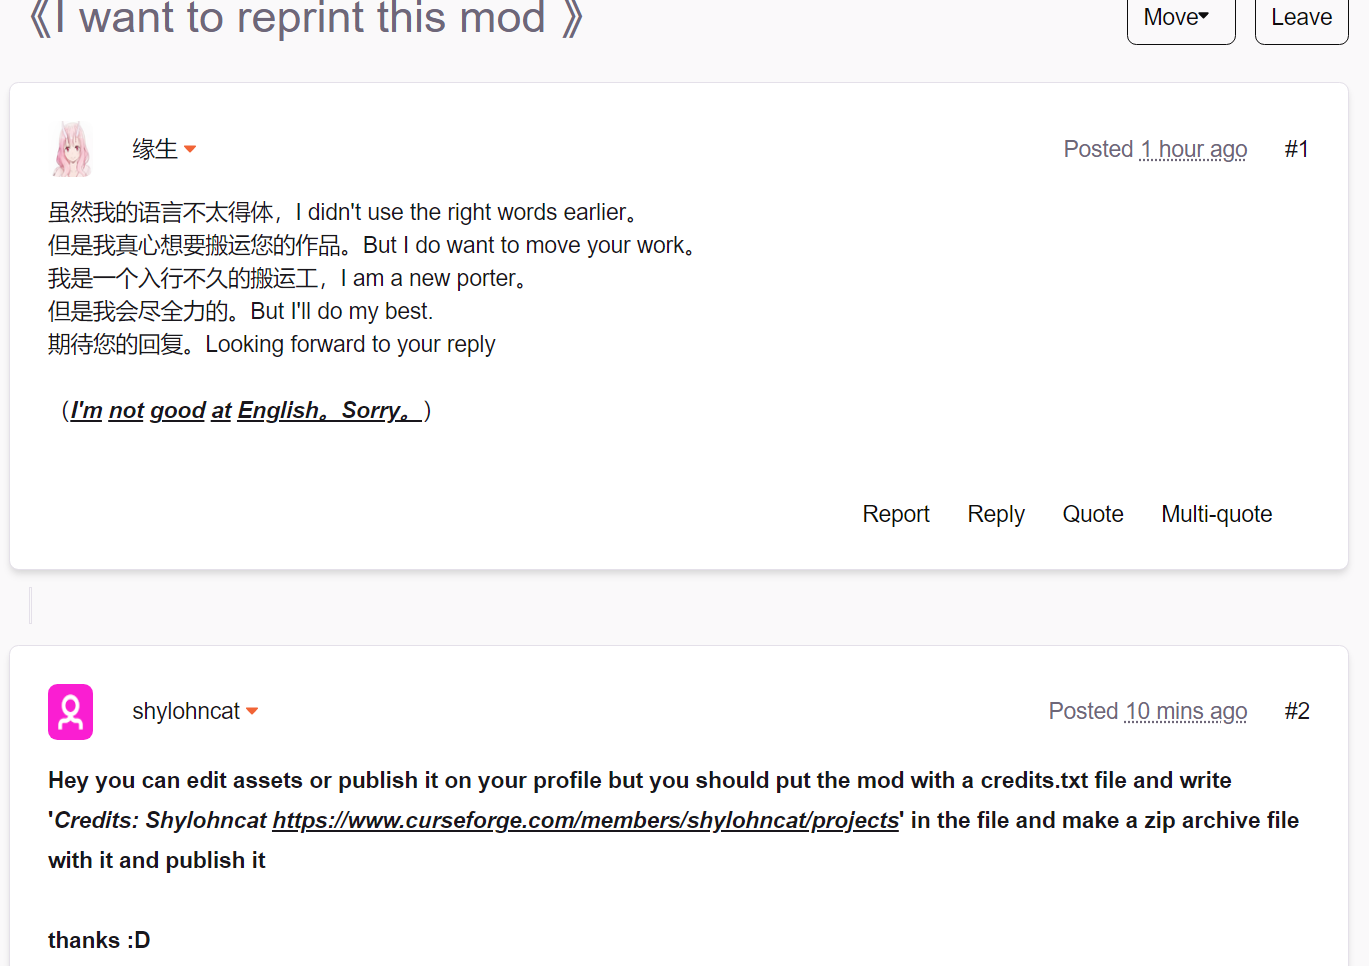 《I want to reprint this mod 》
Move
Leave
缘生
Posted 1 hour ago
#1
虽然我的语言不太得体，I didn't use the right words earlier。
但是我真心想要搬运您的作品。But I do want to move your work。
我是一个入行不久的搬运工，I am a new porter。
但是我会尽全力的。But I'll do my best.
期待您的回复。Looking forward to your reply
（I'm not good at English。Sorry。）
Report
Reply
Quote
Multi-quote
shylohncat
Posted 10 mins ago
#2
Hey you can edit assets or publish it on your profile but you should put the mod with a credits.txt file and write
'Credits: Shylohncat https://www.curseforge.com/members/shylohncat/projects' in the file and make a zip archive file
with it and publish it
thanks :D